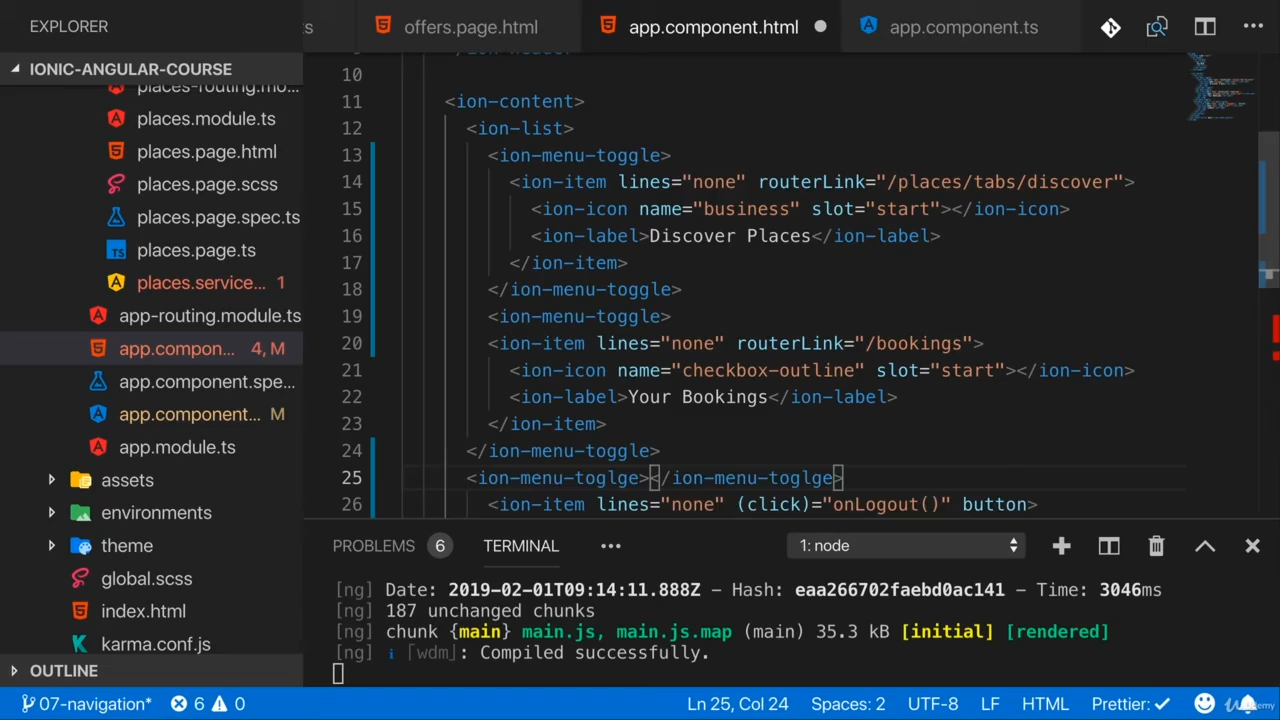 EXPLORER
ts
offers.page.html
app.component.html
app.component.ts
IONIC-ANGULAR-COURSE
places-routing.mo...
places.module.ts
places.page.html
places.page.scss
places.page.spec.ts
places.page.ts
places.service... 1
app-routing.module.ts
app.compon... 4, M
app.component.spe...
app.component... M
app.module.ts
assets
environments
theme
global.scss
index.html
karma.conf.js
OUTLINE
10
11 <ion-content>
12 <ion-list>
13 <ion-menu-toggle>
14 <ion-item lines="none" routerLink="/places/tabs/discover">
15 <ion-icon name="business" slot="start"></ion-icon>
16 <ion-label>Discover Places</ion-label>
17 </ion-item>
18 </ion-menu-toggle>
19 <ion-menu-toggle>
20 <ion-item lines="none" routerLink="/bookings">
21 <ion-icon name="checkbox-outline" slot="start"></ion-icon>
22 <ion-label>Your Bookings</ion-label>
23 </ion-item>
24 </ion-menu-toggle>
25 <ion-menu-toglge></ion-menu-toglge>
26 <ion-item lines="none" (click)="onLogout()" button>
PROBLEMS 6 TERMINAL ••• 1: node
[ng] Date: 2019-02-01T09:14:11.888Z - Hash: eaa266702faebd0ac141 - Time: 3046ms
[ng] 187 unchanged chunks
[ng] chunk {main} main.js, main.js.map (main) 35.3 kB [initial] [rendered]
[ng] ℹ ｢wdm｣: Compiled successfully.
07-navigation* 6 0 Ln 25, Col 24 Spaces: 2 UTF-8 LF HTML Prettier: ✓